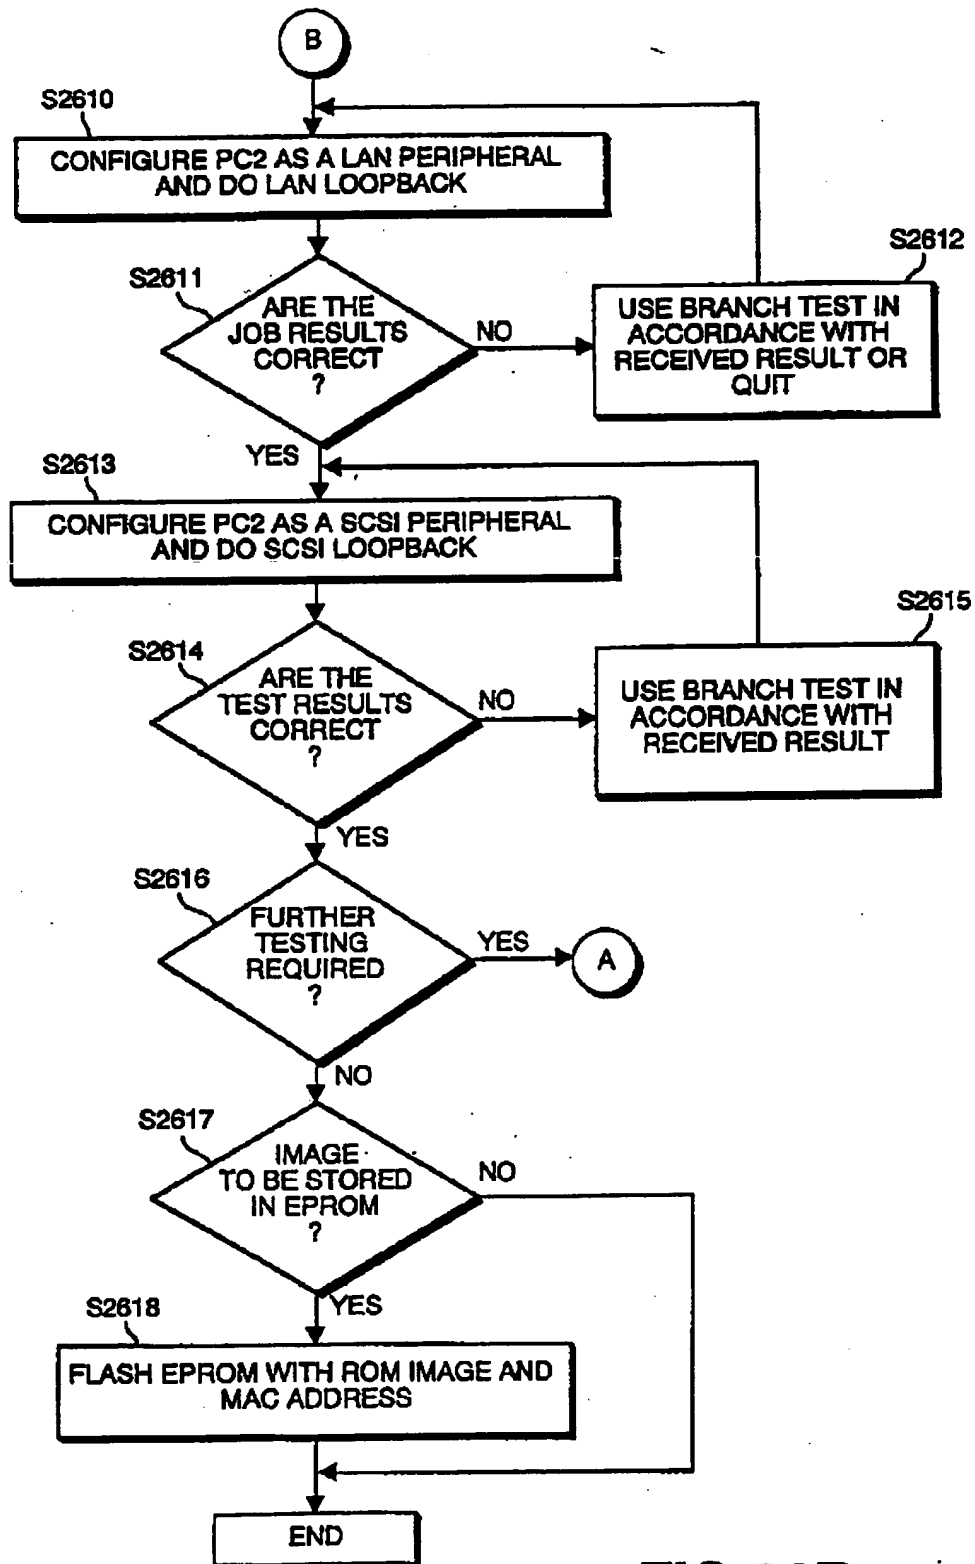 B
S2610
CONFIGURE PC2 AS A LAN PERIPHERAL
AND DO LAN LOOPBACK
S2611
ARE THE
JOB RESULTS
CORRECT
?
NO
S2612
USE BRANCH TEST IN
ACCORDANCE WITH
RECEIVED RESULT OR
QUIT
YES
S2613
CONFIGURE PC2 AS A SCSI PERIPHERAL
AND DO SCSI LOOPBACK
S2614
ARE THE
TEST RESULTS
CORRECT
?
NO
S2615
USE BRANCH TEST IN
ACCORDANCE WITH
RECEIVED RESULT
YES
S2616
FURTHER
TESTING
REQUIRED
?
YES
A
NO
S2617
IMAGE
TO BE STORED
IN EPROM
?
NO
YES
S2618
FLASH EPROM WITH ROM IMAGE AND
MAC ADDRESS
END